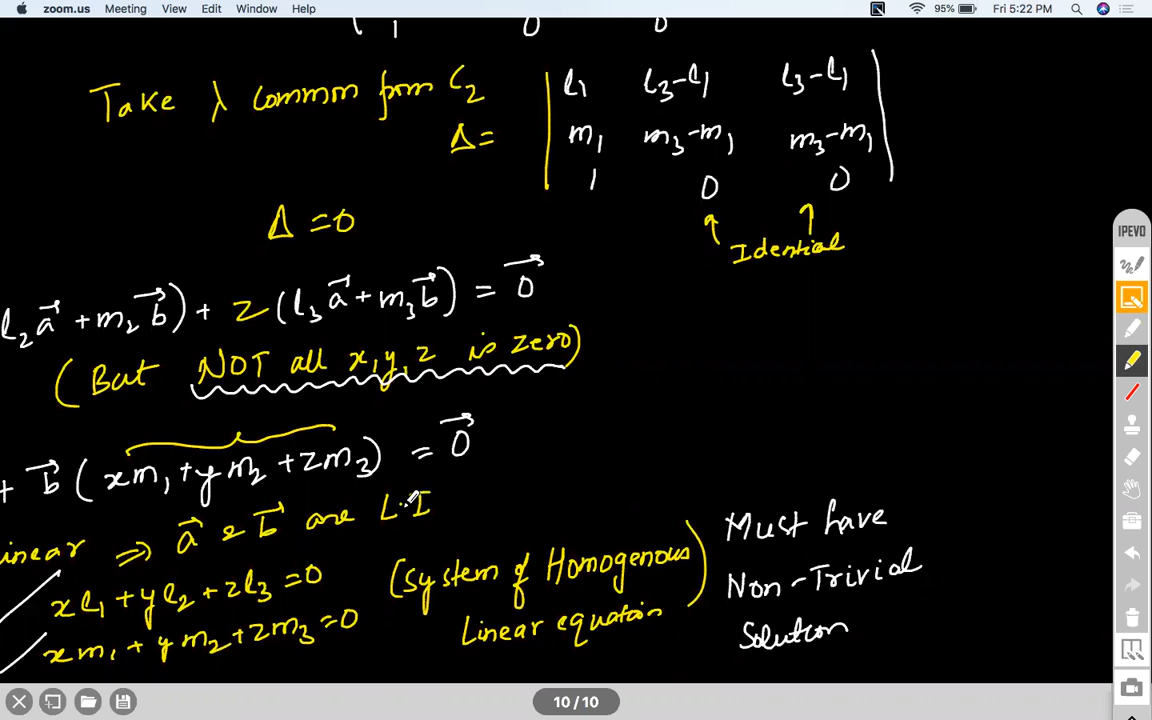 zoom.us Meeting View Edit Window Help 95% Fri 5:22 PM
1 0 0
Take λ common from C2
Δ = | l1 l3-l1 l3-l1 |
| m1 m3-m1 m3-m1 |
| 1 0 0 |
↑ ↑
Identical
Δ = 0
l2 a⃗ + m2 b⃗) + z (l3 a⃗ + m3 b⃗) = 0⃗
(But NOT all x, y, z is zero)
+ b⃗ (xm1 + ym2 + zm3) = 0⃗
inear ⇒ a⃗ & b⃗ are L.I
xl1 + yl2 + zl3 = 0
xm1 + ym2 + zm3 = 0
(System of Homogenous
Linear equation)
Must have
Non-Trivial
Solution
IPEVO
10/10